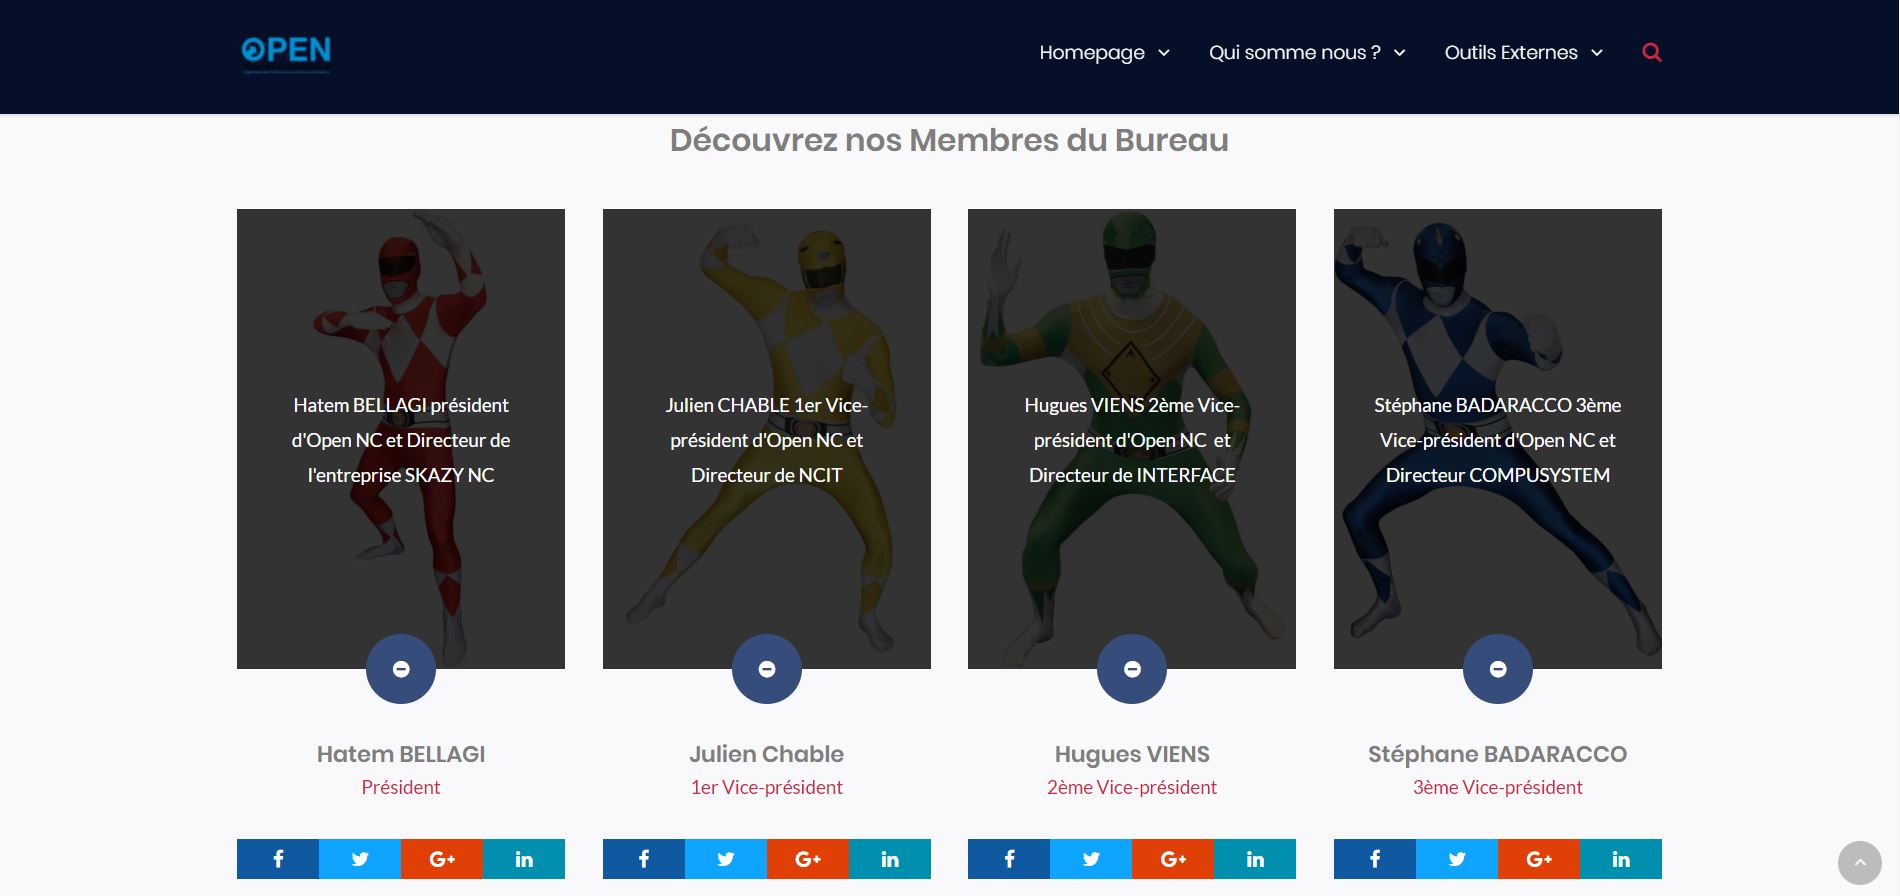 OPEN
Homepage
Qui somme nous ?
Outils Externes
Découvrez nos Membres du Bureau
Hatem BELLAGI président
d'Open NC et Directeur de
l'entreprise SKAZY NC
Julien CHABLE 1er Vice-
président d'Open NC et
Directeur de NCIT
Hugues VIENS 2ème Vice-
président d'Open NC et
Directeur de INTERFACE
Stéphane BADARACCO 3ème
Vice-président d'Open NC et
Directeur COMPUSYSTEM
Hatem BELLAGI
Président
Julien Chable
1er Vice-président
Hugues VIENS
2ème Vice-président
Stéphane BADARACCO
3ème Vice-président
f
G+
in
f
G+
in
f
G+
in
f
G+
in